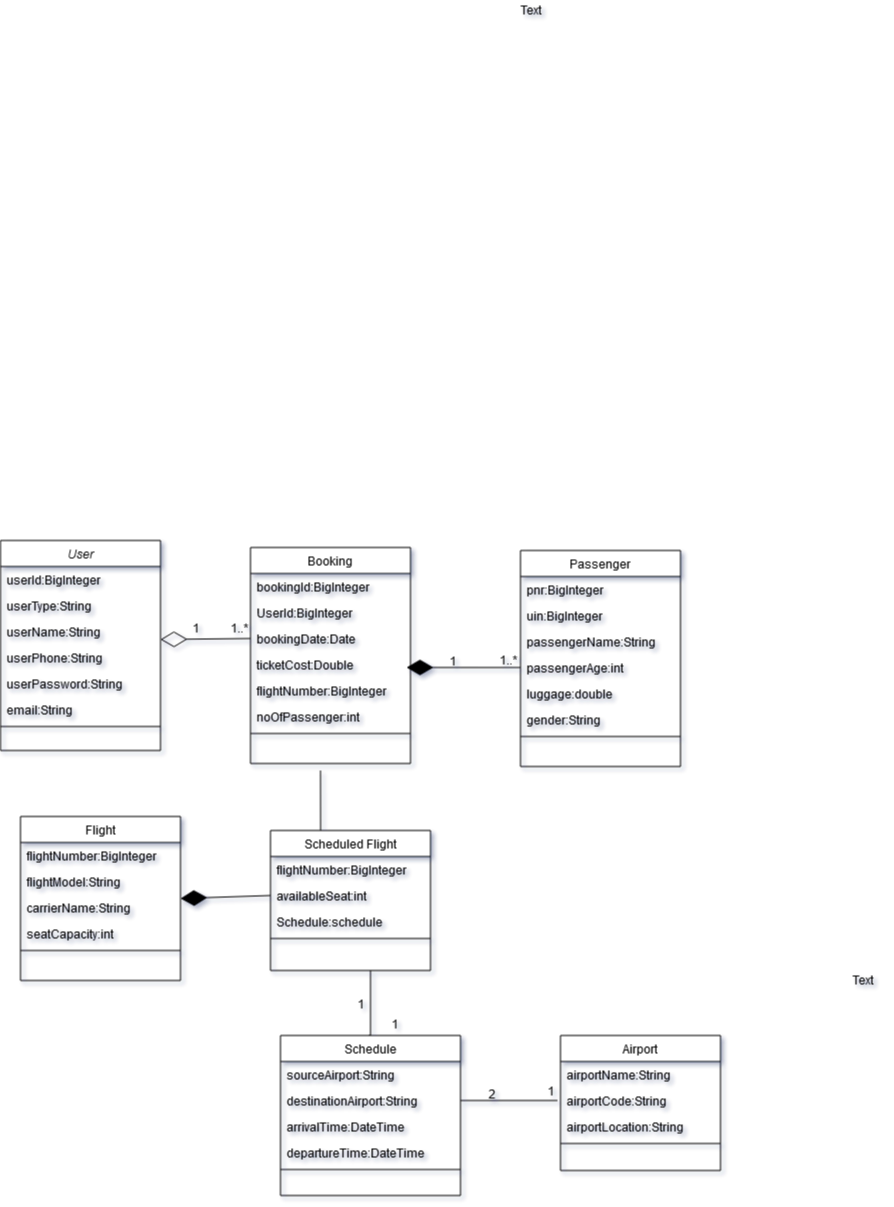 Text
User
userId:BigInteger
userType:String
userName:String
userPhone:String
userPassword:String
email:String
1
1..*
Booking
bookingId:BigInteger
UserId:BigInteger
bookingDate:Date
ticketCost:Double
flightNumber:BigInteger
noOfPassenger:int
1
1..*
Passenger
pnr:BigInteger
uin:BigInteger
passengerName:String
passengerAge:int
luggage:double
gender:String
Flight
flightNumber:BigInteger
flightModel:String
carrierName:String
seatCapacity:int
Scheduled Flight
flightNumber:BigInteger
availableSeat:int
Schedule:schedule
Text
1
1
Schedule
sourceAirport:String
destinationAirport:String
arrivalTime:DateTime
departureTime:DateTime
2
1
Airport
airportName:String
airportCode:String
airportLocation:String